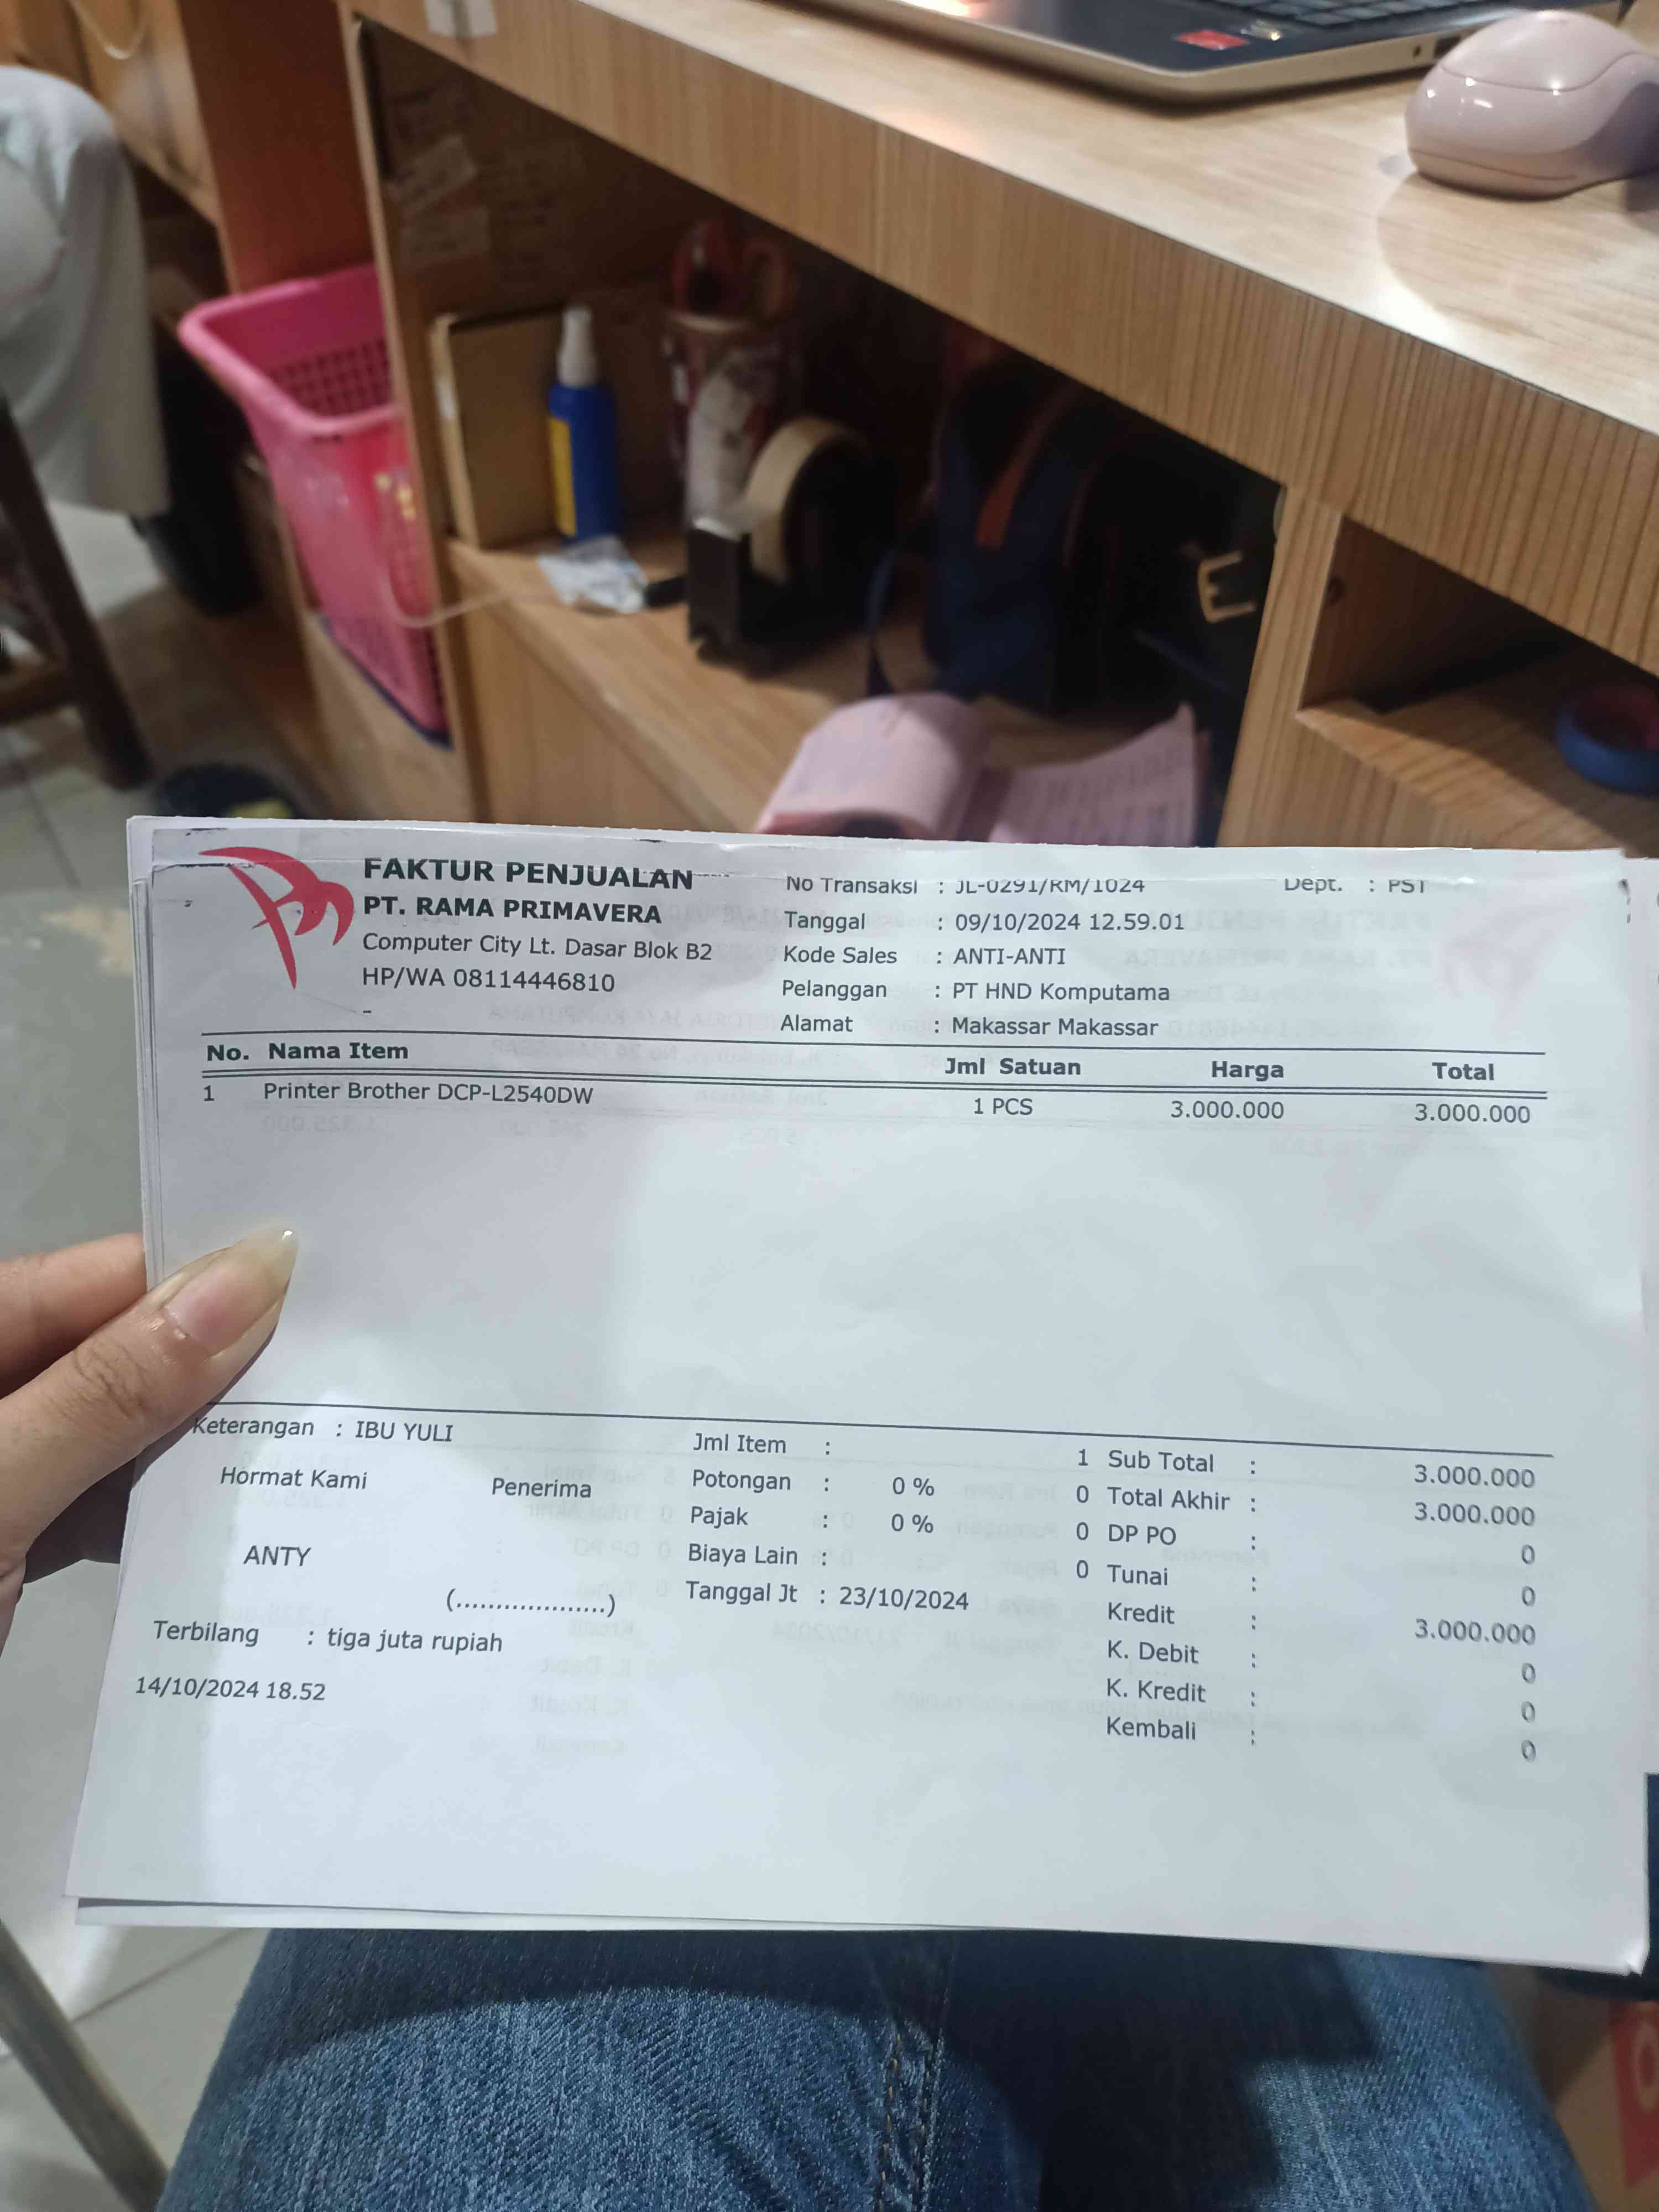 FAKTUR PENJUALAN
PT. RAMA PRIMAVERA
Computer City Lt. Dasar Blok B2
HP/WA 08114446810
-
No Transaksi : JL-0291/RM/1024 Dept. : PST
Tanggal : 09/10/2024 12.59.01
Kode Sales : ANTI-ANTI
Pelanggan : PT HND Komputama
Alamat : Makassar Makassar
No. Nama Item Jml Satuan Harga Total
1 Printer Brother DCP-L2540DW 1 PCS 3.000.000 3.000.000
Keterangan : IBU YULI
Hormat Kami Penerima
ANTY
(...................)
Terbilang : tiga juta rupiah
14/10/2024 18.52
Jml Item : 1
Potongan : 0 % 0
Pajak : 0 % 0
Biaya Lain : 0
Tanggal Jt : 23/10/2024
Sub Total : 3.000.000
Total Akhir : 3.000.000
DP PO : 0
Tunai : 0
Kredit : 3.000.000
K. Debit : 0
K. Kredit : 0
Kembali : 0